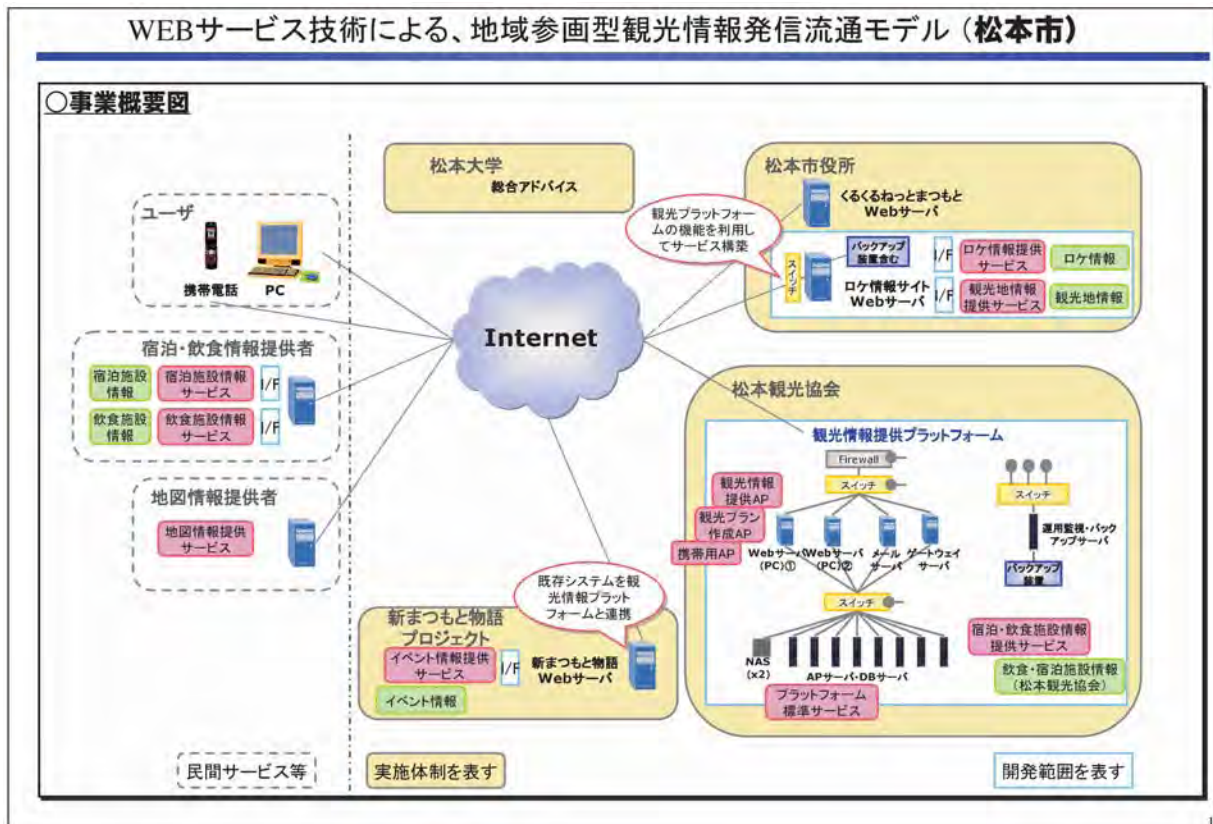 WEBサービス技術による、地域参画型観光情報発信流通モデル（松本市）
〇事業概要図
松本大学
総合アドバイス
松本市役所
くるくるねっとまつもと
Webサーバ
観光プラットフォー
ムの機能を利用し
てサービス構築
スイッチ
バックアップ
装置含む
I/F
ロケ情報提供
サービス
ロケ情報
ロケ情報サイト
Webサーバ
I/F
観光地情報
提供サービス
観光地情報
ユーザ
携帯電話
PC
Internet
宿泊・飲食情報提供者
宿泊施設
情報
宿泊施設情報
サービス
I/F
飲食施設
情報
飲食施設情報
サービス
I/F
地図情報提供者
地図情報提供
サービス
松本観光協会
観光情報提供プラットフォーム
Firewall
スイッチ
観光情報
提供AP
観光プラン
作成AP
携帯用AP
Webサーバ
(PC)①
Webサーバ
(PC)②
メール
サーバ
ゲートウェイ
サーバ
スイッチ
運用監視・バック
アップサーバ
バックアップ
装置
スイッチ
NAS
(x2)
APサーバ・DBサーバ
プラットフォーム
標準サービス
宿泊・飲食施設情報
提供サービス
飲食・宿泊施設情報
（松本観光協会）
既存システムを観
光情報プラット
フォームと連携
新まつもと物語
プロジェクト
イベント情報提供
サービス
I/F
新まつもと物語
Webサーバ
イベント情報
民間サービス等
実施体制を表す
開発範囲を表す